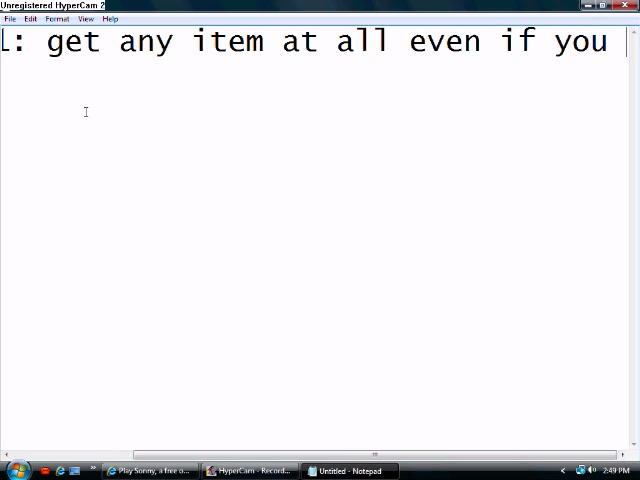 Unregistered HyperCam 2
File Edit Format View Help
1: get any item at all even if you
Play Sonny, a free o... HyperCam - Record... Untitled - Notepad 2:49 PM